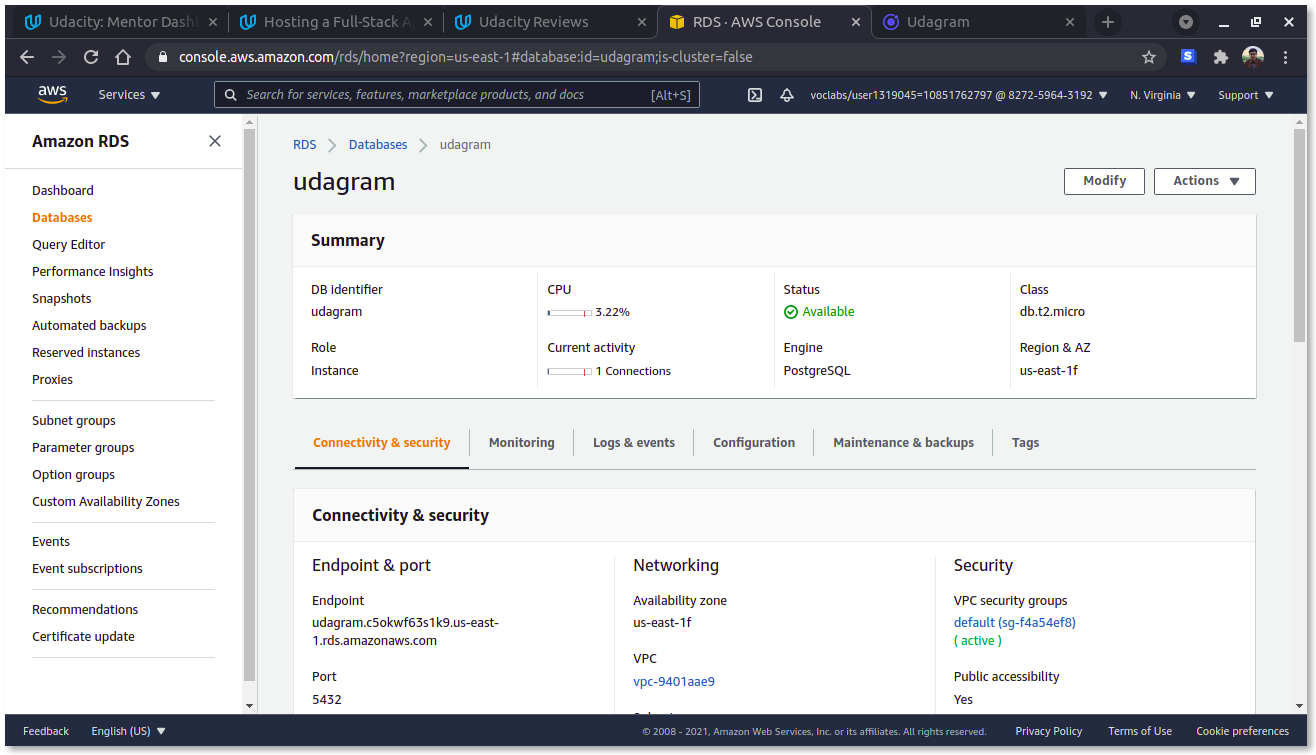 Udacity: Mentor Dash
Hosting a Full-Stack A
Udacity Reviews
RDS · AWS Console
Udagram
console.aws.amazon.com/rds/home?region=us-east-1#database:id=udagram;is-cluster=false
S
aws
Services
Search for services, features, marketplace products, and docs
[Alt+S]
voclabs/user1319045=10851762797 @ 8272-5964-3192
N. Virginia
Support
Amazon RDS
Dashboard
Databases
Query Editor
Performance Insights
Snapshots
Automated backups
Reserved instances
Proxies
Subnet groups
Parameter groups
Option groups
Custom Availability Zones
Events
Event subscriptions
Recommendations
Certificate update
RDS
Databases
udagram
udagram
Modify
Actions
Summary
DB identifier
udagram
CPU
3.22%
Status
Available
Class
db.t2.micro
Role
Instance
Current activity
1 Connections
Engine
PostgreSQL
Region & AZ
us-east-1f
Connectivity & security
Monitoring
Logs & events
Configuration
Maintenance & backups
Tags
Connectivity & security
Endpoint & port
Endpoint
udagram.c5okwf63s1k9.us-east-
1.rds.amazonaws.com
Port
5432
Networking
Availability zone
us-east-1f
VPC
vpc-9401aae9
Security
VPC security groups
default (sg-f4a54ef8)
( active )
Public accessibility
Yes
Feedback
English (US)
© 2008 - 2021, Amazon Web Services, Inc. or its affiliates. All rights reserved.
Privacy Policy
Terms of Use
Cookie preferences